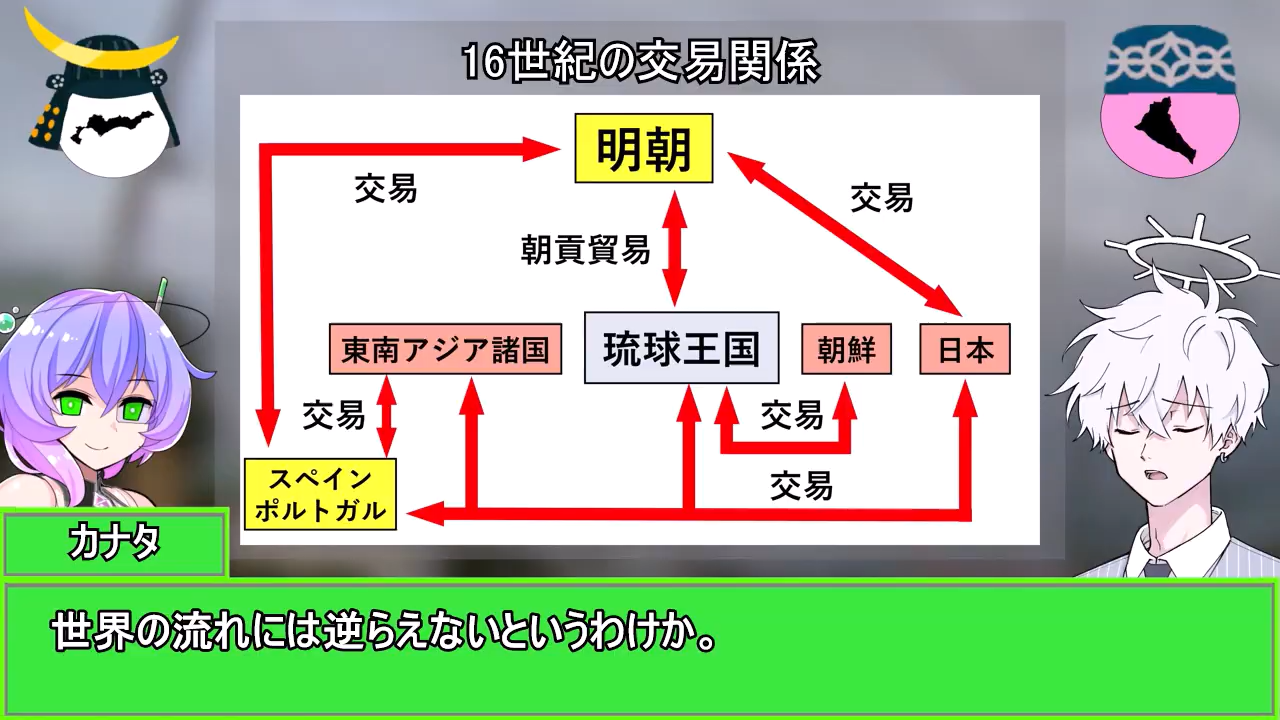 16世紀の交易関係
明朝
交易
交易
朝貢貿易
東南アジア諸国
琉球王国
朝鮮
日本
交易
交易
スペイン
ポルトガル
交易
カナタ
世界の流れには逆らえないというわけか。